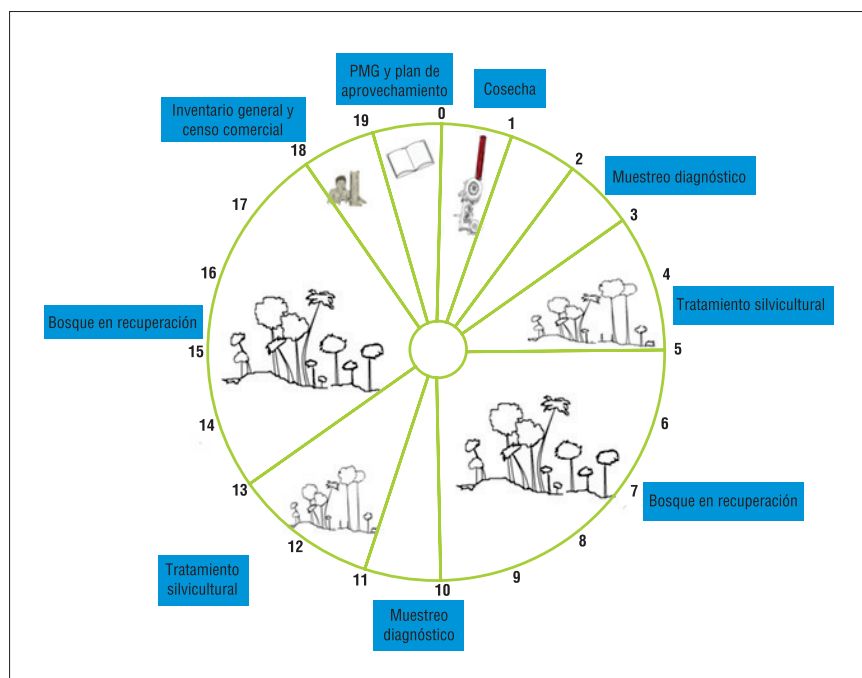 PMG y plan de
aprovechamiento
0
Cosecha
1
2
Muestreo diagnóstico
3
4
Tratamiento silvicultural
5
6
7
Bosque en recuperación
8
9
10
Muestreo
diagnóstico
11
12
Tratamiento
silvicultural
13
14
15
Bosque en recuperación
16
17
18
Inventario general y
censo comercial
19